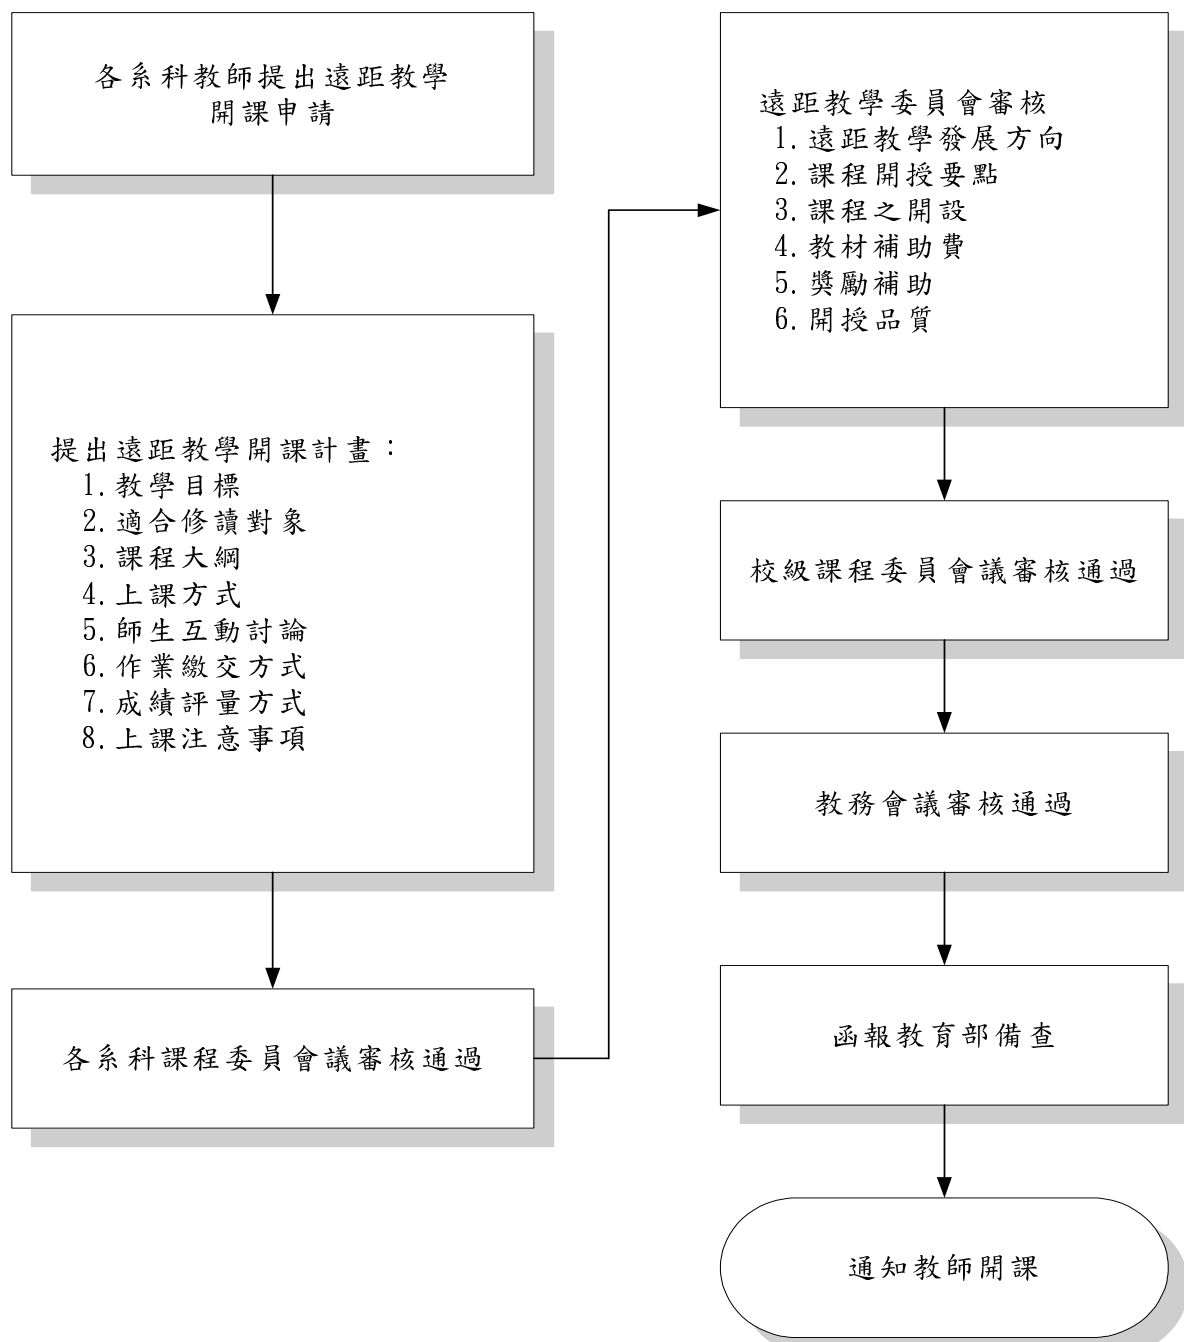 各系科教師提出遠距教學
開課申請
提出遠距教學開課計畫：
1.教學目標
2.適合修讀對象
3.課程大綱
4.上課方式
5.師生互動討論
6.作業繳交方式
7.成績評量方式
8.上課注意事項
各系科課程委員會議審核通過
遠距教學委員會審核
1.遠距教學發展方向
2.課程開授要點
3.課程之開設
4.教材補助費
5.獎勵補助
6.開授品質
校級課程委員會議審核通過
教務會議審核通過
函報教育部備查
通知教師開課